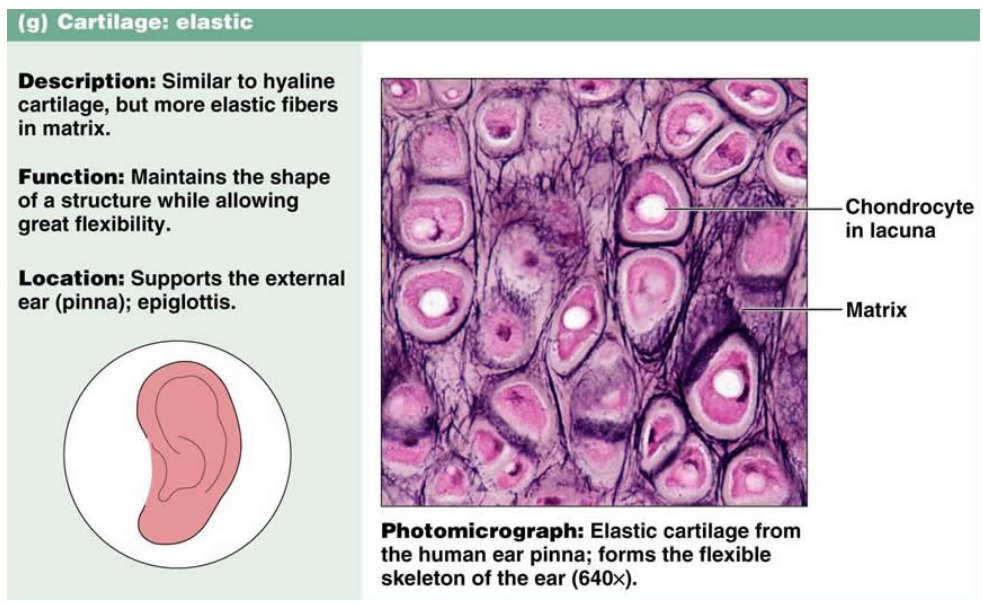 (g) Cartilage: elastic
Description: Similar to hyaline
cartilage, but more elastic fibers
in matrix.
Function: Maintains the shape
of a structure while allowing
great flexibility.
Location: Supports the external
ear (pinna); epiglottis.
Chondrocyte
in lacuna
Matrix
Photomicrograph: Elastic cartilage from
the human ear pinna; forms the flexible
skeleton of the ear (640×).